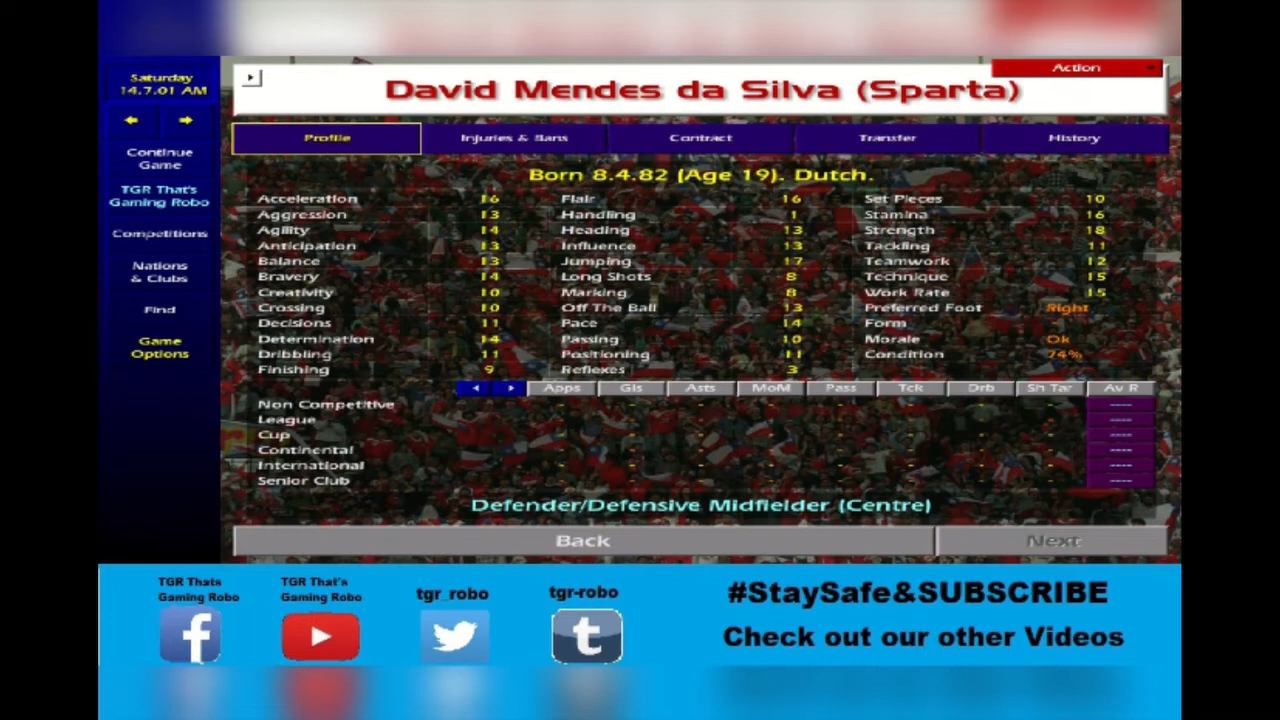 Saturday
14.7.01 AM
Continue
Game
TGR That's
Gaming Robo
Competitions
Nations
& Clubs
Find
Game
Options
Action
David Mendes da Silva (Sparta)
Profile Injuries & Bans Contract Transfer History
Born 8.4.82 (Age 19). Dutch.
Acceleration 16 Flair 16 Set Pieces 10
Aggression 13 Handling 1 Stamina 16
Agility 14 Heading 13 Strength 18
Anticipation 13 Influence 13 Tackling 11
Balance 13 Jumping 17 Teamwork 12
Bravery 14 Long Shots 8 Technique 15
Creativity 10 Marking 8 Work Rate 15
Crossing 10 Off The Ball 13 Preferred Foot Right
Decisions 11 Pace 14 Form
Determination 14 Passing 10 Morale Ok
Dribbling 11 Positioning 11 Condition 74%
Finishing 9 Reflexes 3
Apps Gls Asts MoM Pass Tck Drb Sh Tar Av R
Non Competitive - - - - - - - - ----
League - - - - - - - - ----
Cup - - - - - - - - ----
Continental - - - - - - - - ----
International - - - - - - - - ----
Senior Club - - - - - - - - ----
Defender/Defensive Midfielder (Centre)
Back Next
TGR Thats
Gaming Robo
TGR That's
Gaming Robo
tgr_robo
tgr-robo
#StaySafe&SUBSCRIBE
Check out our other Videos